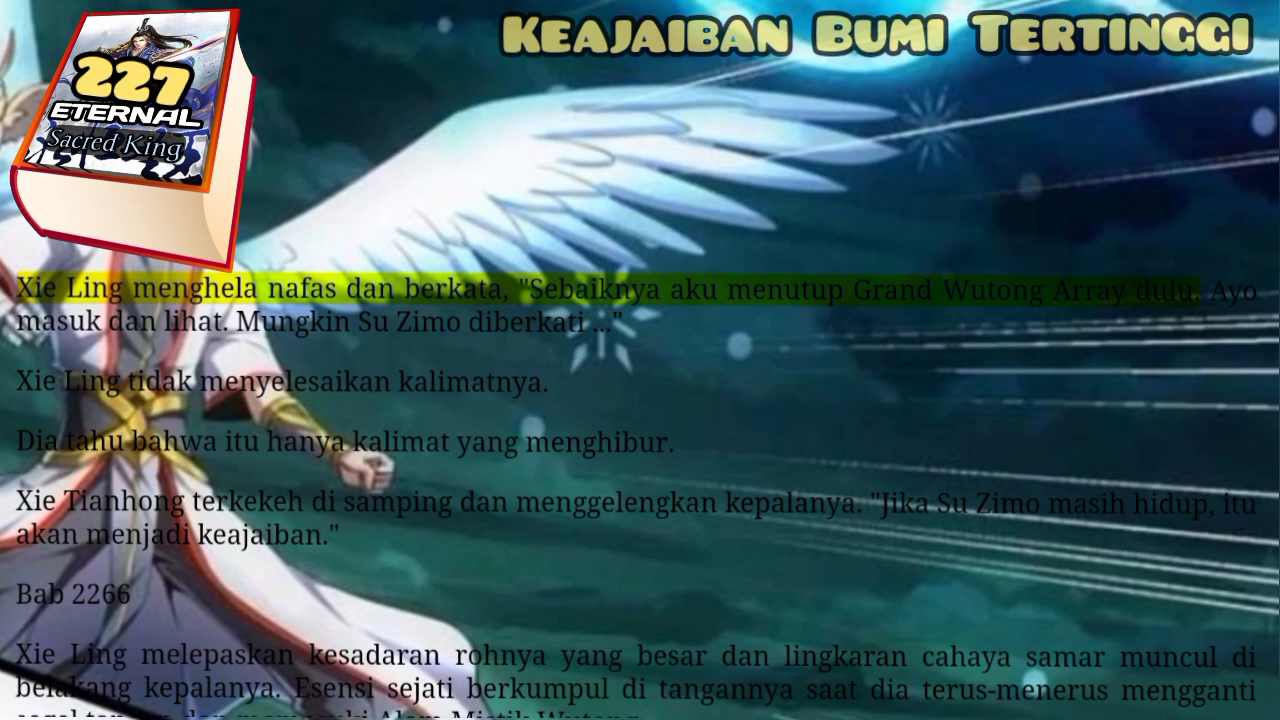 Keajaiban Bumi Tertinggi
227
ETERNAL
Sacred King
Xie Ling menghela nafas dan berkata, "Sebaiknya aku menutup Grand Wutong Array dulu. Ayo
masuk dan lihat. Mungkin Su Zimo diberkati ..."
Xie Ling tidak menyelesaikan kalimatnya.
Dia tahu bahwa itu hanya kalimat yang menghibur.
Xie Tianhong terkekeh di samping dan menggelengkan kepalanya. "Jika Su Zimo masih hidup, itu
akan menjadi keajaiban."
Bab 2266
Xie Ling melepaskan kesadaran rohnya yang besar dan lingkaran cahaya samar muncul di
belakang kepalanya. Esensi sejati berkumpul di tangannya saat dia terus-menerus mengganti